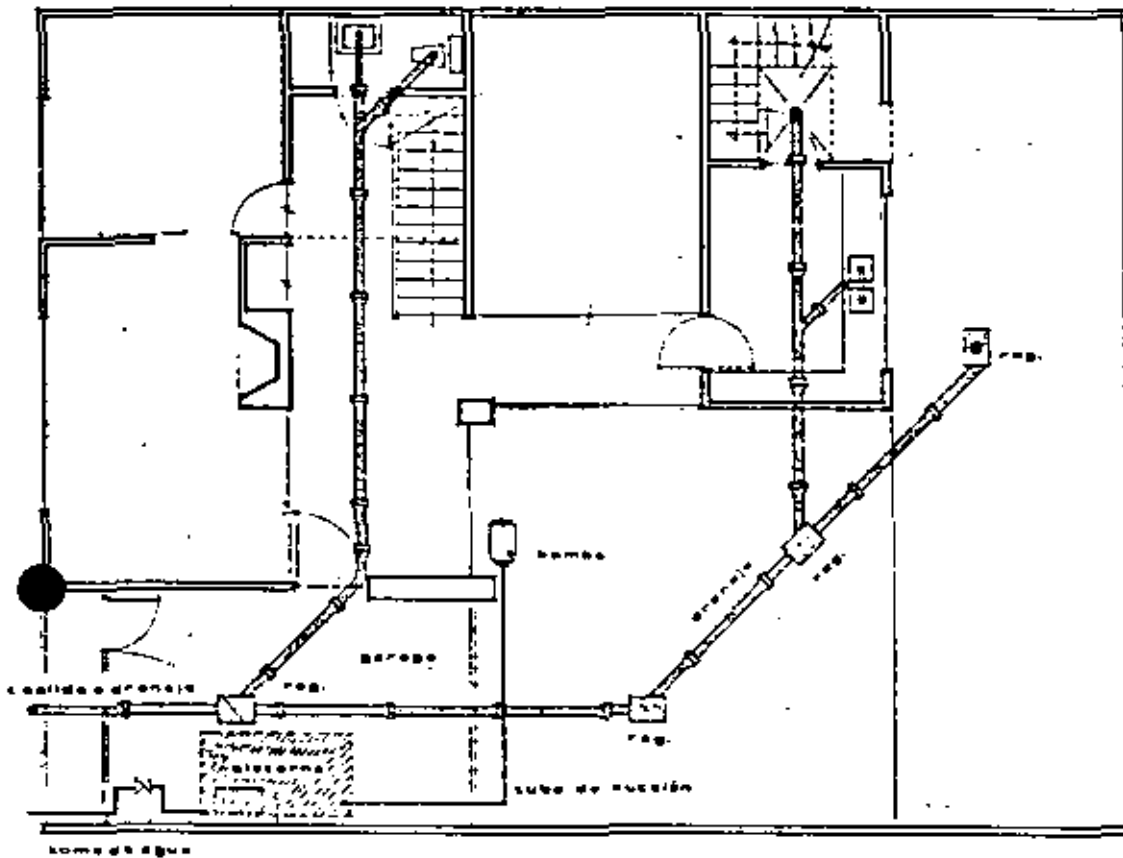 reg.
bomba
reg.
drenaje
garage
salida a drenaje
reg.
reg.
cisterna
tubo de succión
toma de agua